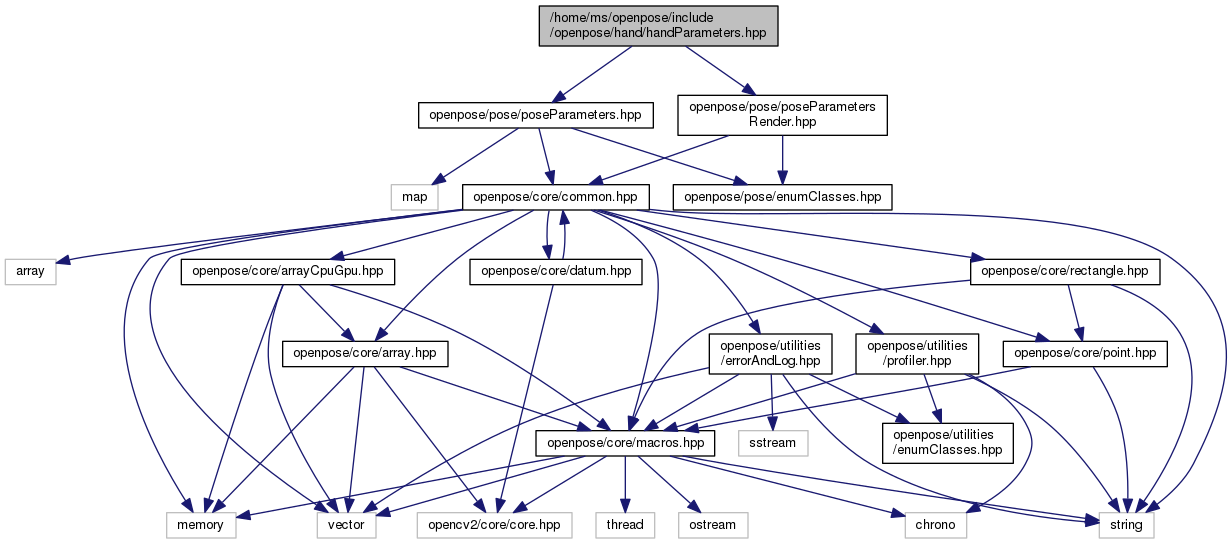 /home/ms/openpose/include
/openpose/hand/handParameters.hpp
openpose/pose/poseParameters.hpp
openpose/pose/poseParameters
Render.hpp
map
openpose/core/common.hpp
openpose/pose/enumClasses.hpp
array
openpose/core/arrayCpuGpu.hpp
openpose/core/datum.hpp
openpose/core/rectangle.hpp
openpose/core/array.hpp
openpose/utilities
/errorAndLog.hpp
openpose/utilities
/profiler.hpp
openpose/core/point.hpp
openpose/core/macros.hpp
sstream
openpose/utilities
/enumClasses.hpp
memory
vector
opencv2/core/core.hpp
thread
ostream
chrono
string